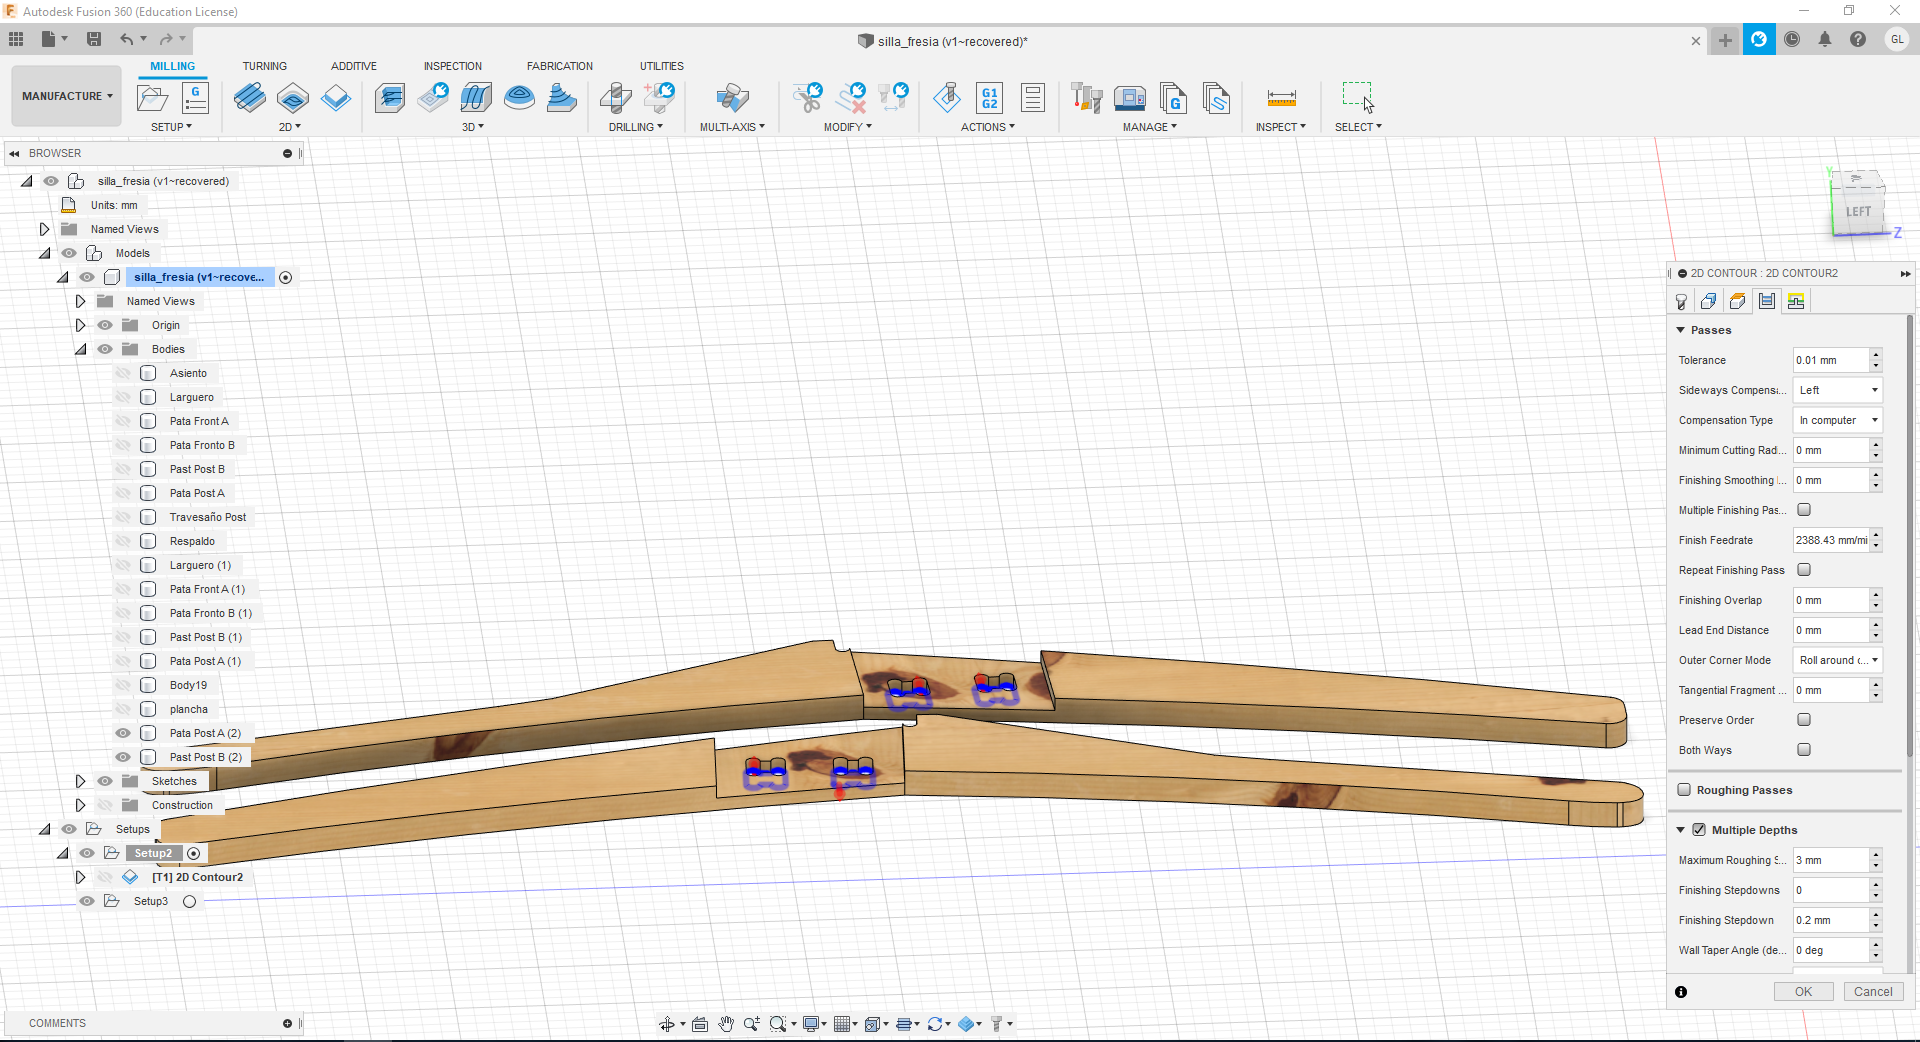 Autodesk Fusion 360 (Education License)
silla_fresia (v1~recovered)*
GL
MANUFACTURE
MILLING TURNING ADDITIVE INSPECTION FABRICATION UTILITIES
G
G1
G2
G
SETUP 2D 3D DRILLING MULTI-AXIS MODIFY ACTIONS MANAGE INSPECT SELECT
BROWSER
silla_fresia (v1~recovered)
Units: mm
Named Views
Models
silla_fresia (v1~recove...
Named Views
Origin
Bodies
Asiento
Larguero
Pata Front A
Pata Fronto B
Past Post B
Pata Post A
Travesaño Post
Respaldo
Larguero (1)
Pata Front A (1)
Pata Fronto B (1)
Past Post B (1)
Pata Post A (1)
Body19
plancha
Pata Post A (2)
Past Post B (2)
Sketches
Construction
Setups
Setup2
[T1] 2D Contour2
Setup3
COMMENTS
Y
LEFT
Z
2D CONTOUR : 2D CONTOUR2
Passes
Tolerance 0.01 mm
Sideways Compensa... Left
Compensation Type In computer
Minimum Cutting Rad... 0 mm
Finishing Smoothing ... 0 mm
Multiple Finishing Pas...
Finish Feedrate 2388.43 mm/mi
Repeat Finishing Pass
Finishing Overlap 0 mm
Lead End Distance 0 mm
Outer Corner Mode Roll around c...
Tangential Fragment ... 0 mm
Preserve Order
Both Ways
Roughing Passes
Multiple Depths
Maximum Roughing S... 3 mm
Finishing Stepdowns 0
Finishing Stepdown 0.2 mm
Wall Taper Angle (de... 0 deg
OK Cancel